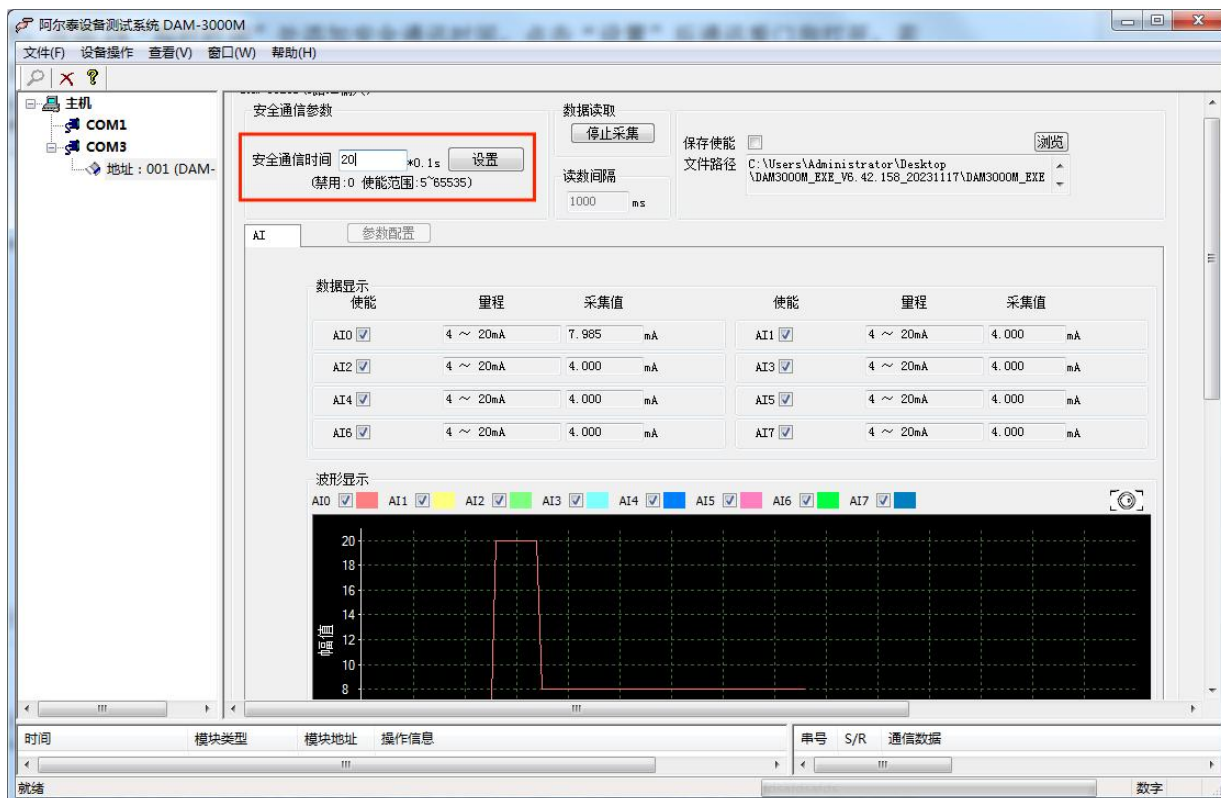 阿尔泰设备测试系统 DAM-3000M
文件(F) 设备操作 查看(V) 窗口(W) 帮助(H)
主机
COM1
COM3
地址：001 (DAM-
安全通信参数
安全通信时间 20 *0.1s 设置
(禁用:0 使能范围:5~65535)
数据读取
停止采集
读数间隔
1000 ms
保存使能 浏览
文件路径 C:\Users\Administrator\Desktop
\DAM3000M_EXE_V6.42.158_20231117\DAM3000M_EXE
AI 参数配置
数据显示
使能 量程 采集值 使能 量程 采集值
AI0 4 ～ 20mA 7.985 mA AI1 4 ～ 20mA 4.000 mA
AI2 4 ～ 20mA 4.000 mA AI3 4 ～ 20mA 4.000 mA
AI4 4 ～ 20mA 4.000 mA AI5 4 ～ 20mA 4.000 mA
AI6 4 ～ 20mA 4.000 mA AI7 4 ～ 20mA 4.000 mA
波形显示
AI0 AI1 AI2 AI3 AI4 AI5 AI6 AI7
20
18
16
14
12
10
8
幅值
时间 模块类型 模块地址 操作信息 串号 S/R 通信数据
就绪 数字